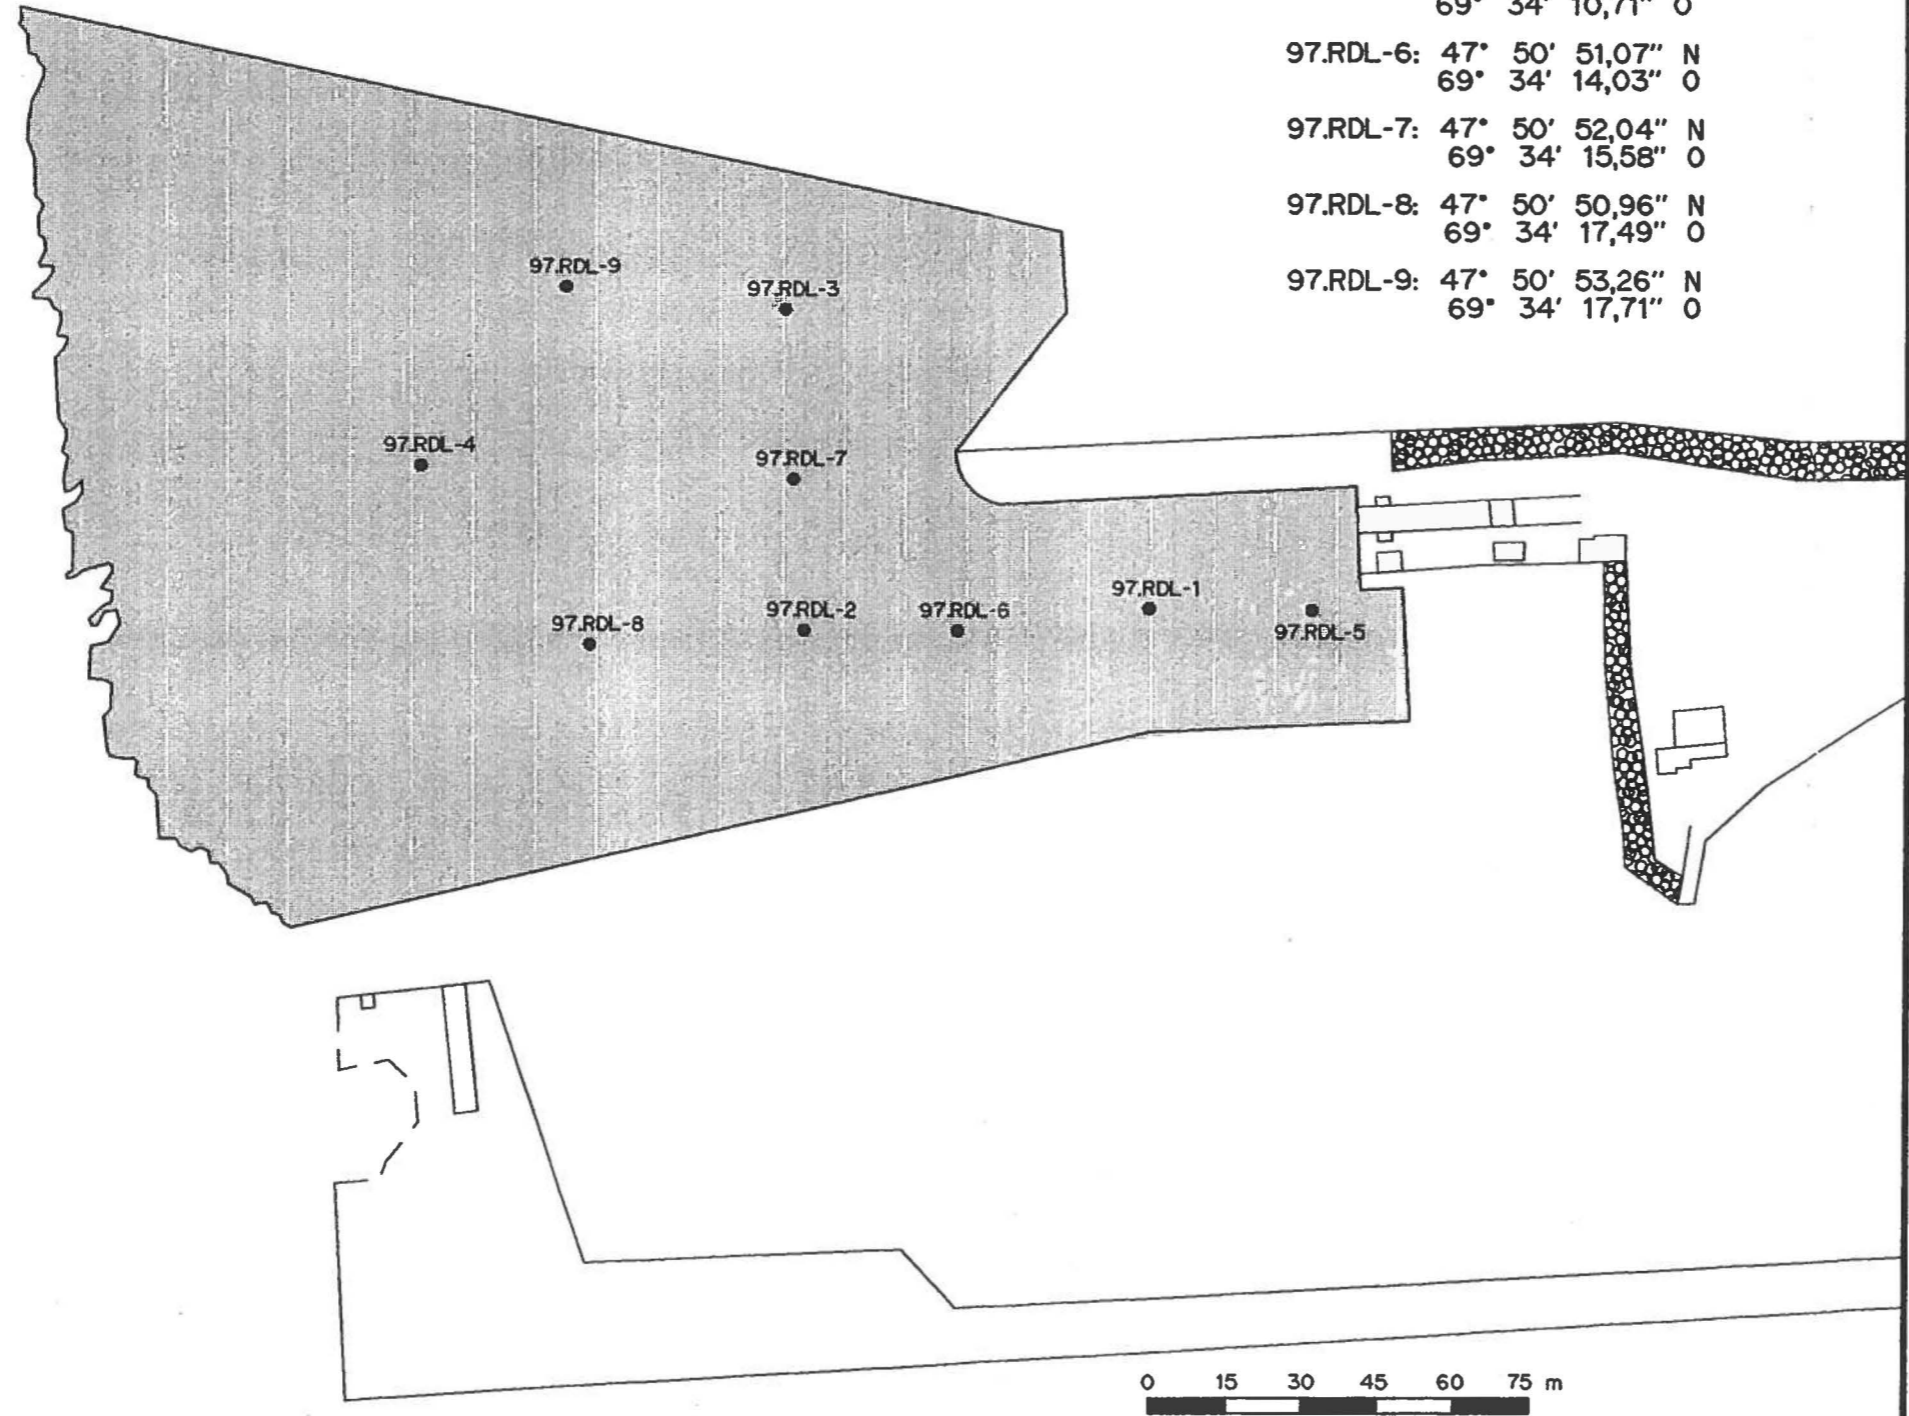 69° 34' 10,71" O
97.RDL-6: 47° 50' 51,07" N
69° 34' 14,03" O
97.RDL-7: 47° 50' 52,04" N
69° 34' 15,58" O
97.RDL-8: 47° 50' 50,96" N
69° 34' 17,49" O
97.RDL-9: 47° 50' 53,26" N
69° 34' 17,71" O
97.RDL-9
97.RDL-3
97.RDL-4
97.RDL-7
97.RDL-1
97.RDL-2
97.RDL-6
97.RDL-8
97.RDL-5
0 15 30 45 60 75 m